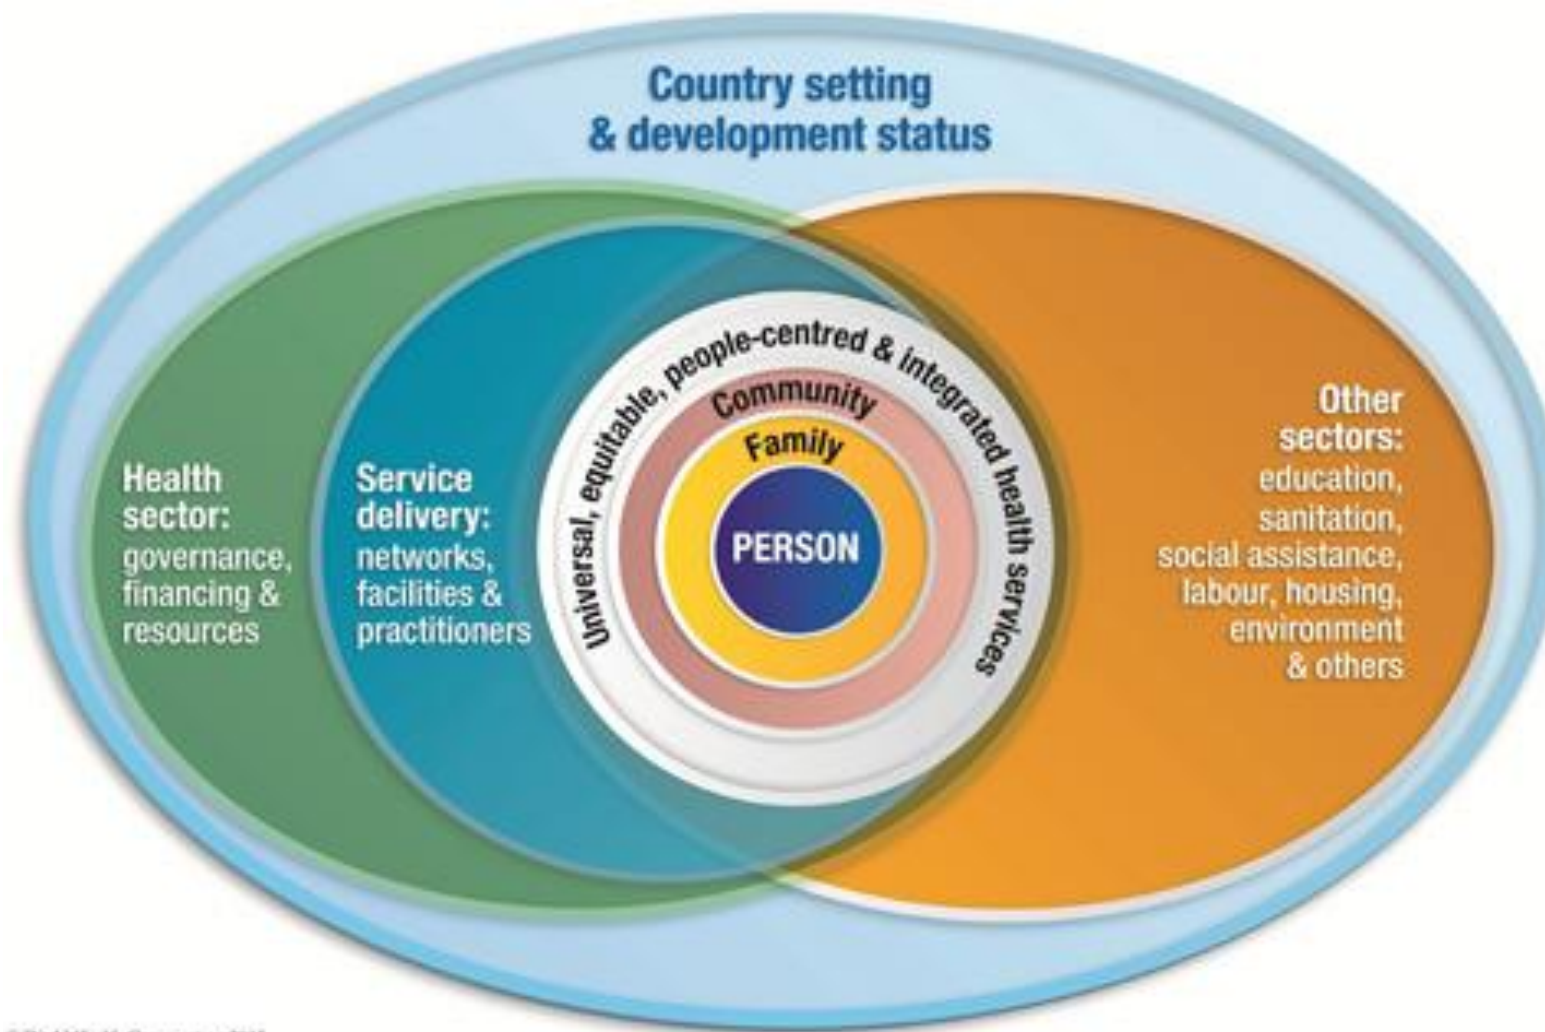 Country setting
& development status
Universal, equitable, people-centred & integrated health services
Community
Family
PERSON
Health
sector:
governance,
financing &
resources
Service
delivery:
networks,
facilities &
practitioners
Other
sectors:
education,
sanitation,
social assistance,
labour, housing,
environment
& others